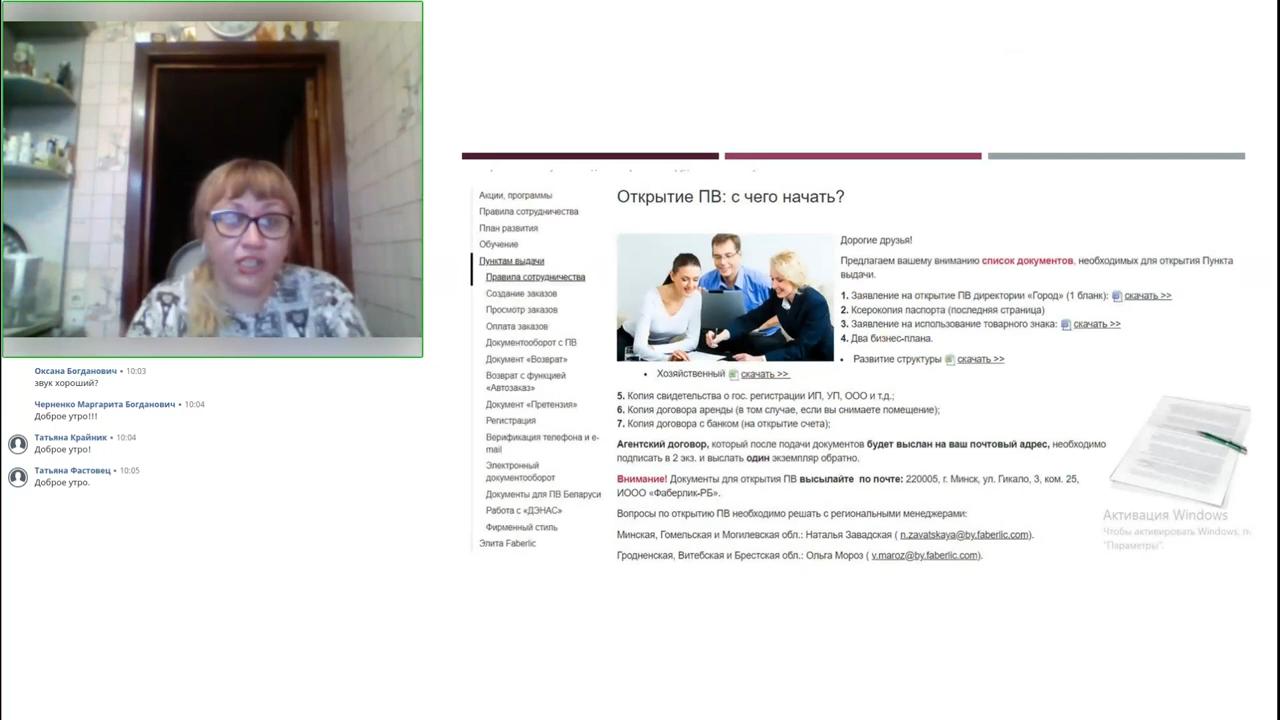 Оксана Богданович • 10:03
звук хороший?
Черненко Маргарита Богданович • 10:04
Доброе утро!!!
Татьяна Крайник • 10:04
Доброе утро!
Татьяна Фастовец • 10:05
Доброе утро.
Акции, программы
Правила сотрудничества
План развития
Обучение
Пунктам выдачи
Правила сотрудничества
Создание заказов
Просмотр заказов
Оплата заказов
Документооборот с ПВ
Документ «Возврат»
Возврат с функцией
«Автозаказ»
Документ «Претензия»
Регистрация
Верификация телефона и e-
mail
Электронный
документооборот
Документы для ПВ Беларуси
Работа с «ДЭНАС»
Фирменный стиль
Элита Faberlic
Открытие ПВ: с чего начать?
Дорогие друзья!
Предлагаем вашему вниманию список документов, необходимых для открытия Пункта
выдачи.
1. Заявление на открытие ПВ директории «Город» (1 бланк): скачать >>
2. Ксерокопия паспорта (последняя страница)
3. Заявление на использование товарного знака: скачать >>
4. Два бизнес-плана.
• Развитие структуры скачать >>
• Хозяйственный скачать >>
5. Копия свидетельства о гос. регистрации ИП, УП, ООО и т.д.;
6. Копия договора аренды (в том случае, если вы снимаете помещение);
7. Копия договора с банком (на открытие счета);
Агентский договор, который после подачи документов будет выслан на ваш почтовый адрес, необходимо
подписать в 2 экз. и выслать один экземпляр обратно.
Внимание! Документы для открытия ПВ высылайте по почте: 220005, г. Минск, ул. Гикало, 3, ком. 25,
ИООО «Фаберлик-РБ».
Вопросы по открытию ПВ необходимо решать с региональными менеджерами:
Минская, Гомельская и Могилевская обл.: Наталья Завадская ( n.zavatskaya@by.faberlic.com).
Гродненская, Витебская и Брестская обл.: Ольга Мороз ( v.maroz@by.faberlic.com).
Активация Windows
Чтобы активировать Windows, п
"Параметры".